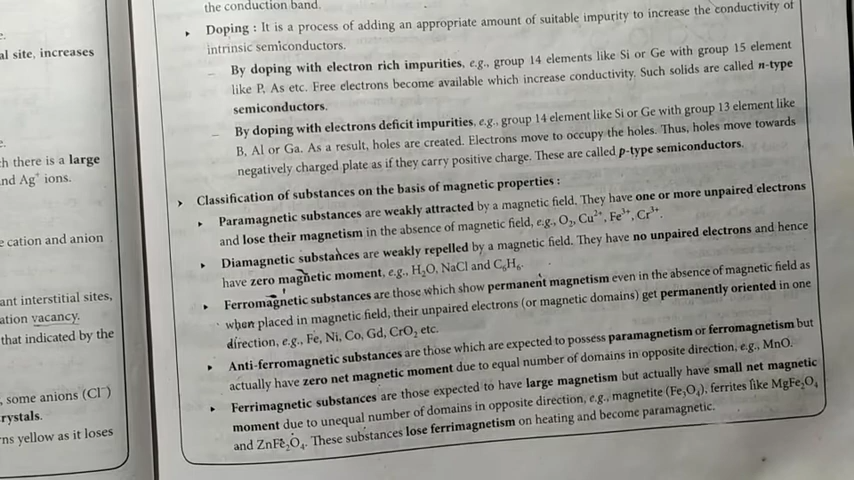 e.
al site, increases
e.
h there is a large
nd Ag⁺ ions.
e cation and anion
ant interstitial sites,
ation vacancy.
that indicated by the
, some anions (Cl⁻)
rystals.
ns yellow as it loses
the conduction band.
▸ Doping : It is a process of adding an appropriate amount of suitable impurity to increase the conductivity of
intrinsic semiconductors.
– By doping with electron rich impurities, e.g., group 14 elements like Si or Ge with group 15 element
like P, As etc. Free electrons become available which increase conductivity. Such solids are called n-type
semiconductors.
– By doping with electrons deficit impurities, e.g., group 14 element like Si or Ge with group 13 element like
B, Al or Ga. As a result, holes are created. Electrons move to occupy the holes. Thus, holes move towards
negatively charged plate as if they carry positive charge. These are called p-type semiconductors.
› Classification of substances on the basis of magnetic properties :
▸ Paramagnetic substances are weakly attracted by a magnetic field. They have one or more unpaired electrons
and lose their magnetism in the absence of magnetic field, e.g., O₂, Cu²⁺, Fe³⁺, Cr³⁺.
▸ Diamagnetic substances are weakly repelled by a magnetic field. They have no unpaired electrons and hence
have zero magnetic moment, e.g., H₂O, NaCl and C₆H₆.
▸ Ferromagnetic substances are those which show permanent magnetism even in the absence of magnetic field as
when placed in magnetic field, their unpaired electrons (or magnetic domains) get permanently oriented in one
direction, e.g., Fe, Ni, Co, Gd, CrO₂ etc.
▸ Anti-ferromagnetic substances are those which are expected to possess paramagnetism or ferromagnetism but
actually have zero net magnetic moment due to equal number of domains in opposite direction, e.g., MnO.
▸ Ferrimagnetic substances are those expected to have large magnetism but actually have small net magnetic
moment due to unequal number of domains in opposite direction, e.g., magnetite (Fe₃O₄), ferrites like MgFe₂O₄
and ZnFe₂O₄. These substances lose ferrimagnetism on heating and become paramagnetic.